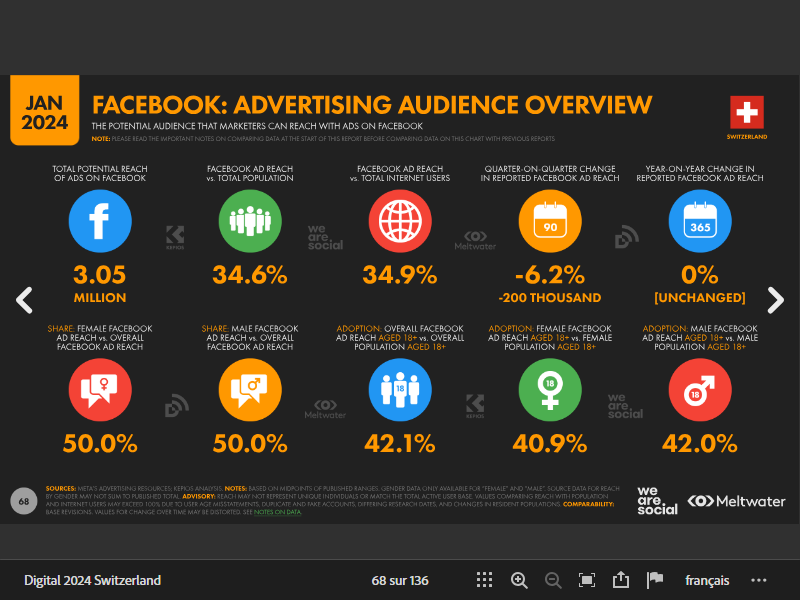 JAN
2024
FACEBOOK: ADVERTISING AUDIENCE OVERVIEW
THE POTENTIAL AUDIENCE THAT MARKETERS CAN REACH WITH ADS ON FACEBOOK
NOTE: PLEASE READ THE IMPORTANT NOTES ON COMPARING DATA AT THE START OF THIS REPORT BEFORE COMPARING DATA ON THIS CHART WITH PREVIOUS REPORTS
SWITZERLAND
TOTAL POTENTIAL REACH
OF ADS ON FACEBOOK
FACEBOOK AD REACH
vs. TOTAL POPULATION
FACEBOOK AD REACH
vs. TOTAL INTERNET USERS
QUARTER-ON-QUARTER CHANGE
IN REPORTED FACEBOOK AD REACH
YEAR-ON-YEAR CHANGE IN
REPORTED FACEBOOK AD REACH
f
90
365
KEPIOS
we
are.
social
Meltwater
3.05
MILLION
34.6%
34.9%
-6.2%
-200 THOUSAND
0%
[UNCHANGED]
SHARE: FEMALE FACEBOOK
AD REACH vs. OVERALL
FACEBOOK AD REACH
SHARE: MALE FACEBOOK
AD REACH vs. OVERALL
FACEBOOK AD REACH
ADOPTION: OVERALL FACEBOOK
AD REACH AGED 18+ vs. OVERALL
POPULATION AGED 18+
ADOPTION: FEMALE FACEBOOK
AD REACH AGED 18+ vs. FEMALE
POPULATION AGED 18+
ADOPTION: MALE FACEBOOK
AD REACH AGED 18+ vs. MALE
POPULATION AGED 18+
18
18
18
Meltwater
KEPIOS
we
are.
social
50.0%
50.0%
42.1%
40.9%
42.0%
68
SOURCES: META'S ADVERTISING RESOURCES; KEPIOS ANALYSIS. NOTES: BASED ON MIDPOINTS OF PUBLISHED RANGES. GENDER DATA ONLY AVAILABLE FOR "FEMALE" AND "MALE". SOURCE DATA FOR REACH
BY GENDER MAY NOT SUM TO PUBLISHED TOTAL. ADVISORY: REACH MAY NOT REPRESENT UNIQUE INDIVIDUALS OR MATCH THE TOTAL ACTIVE USER BASE. VALUES COMPARING REACH WITH POPULATION
AND INTERNET USERS MAY EXCEED 100% DUE TO USER AGE MISSTATEMENTS, DUPLICATE AND FAKE ACCOUNTS, DIFFERING RESEARCH DATES, AND CHANGES IN RESIDENT POPULATIONS. COMPARABILITY:
BASE REVISIONS. VALUES FOR CHANGE OVER TIME MAY BE DISTORTED. SEE NOTES ON DATA.
we
are.
social
Meltwater
Digital 2024 Switzerland
68 sur 136
français